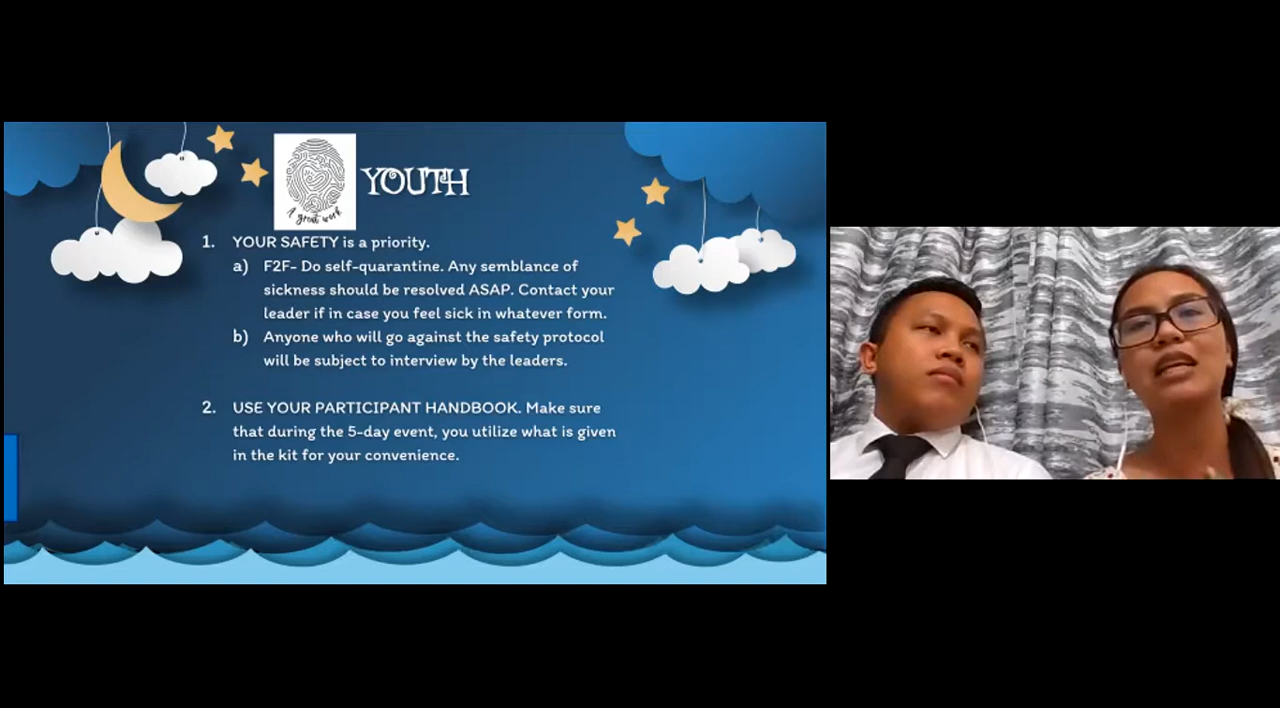 A great work
YOUTH
1. YOUR SAFETY is a priority.
a) F2F- Do self-quarantine. Any semblance of
sickness should be resolved ASAP. Contact your
leader if in case you feel sick in whatever form.
b) Anyone who will go against the safety protocol
will be subject to interview by the leaders.
2. USE YOUR PARTICIPANT HANDBOOK. Make sure
that during the 5-day event, you utilize what is given
in the kit for your convenience.